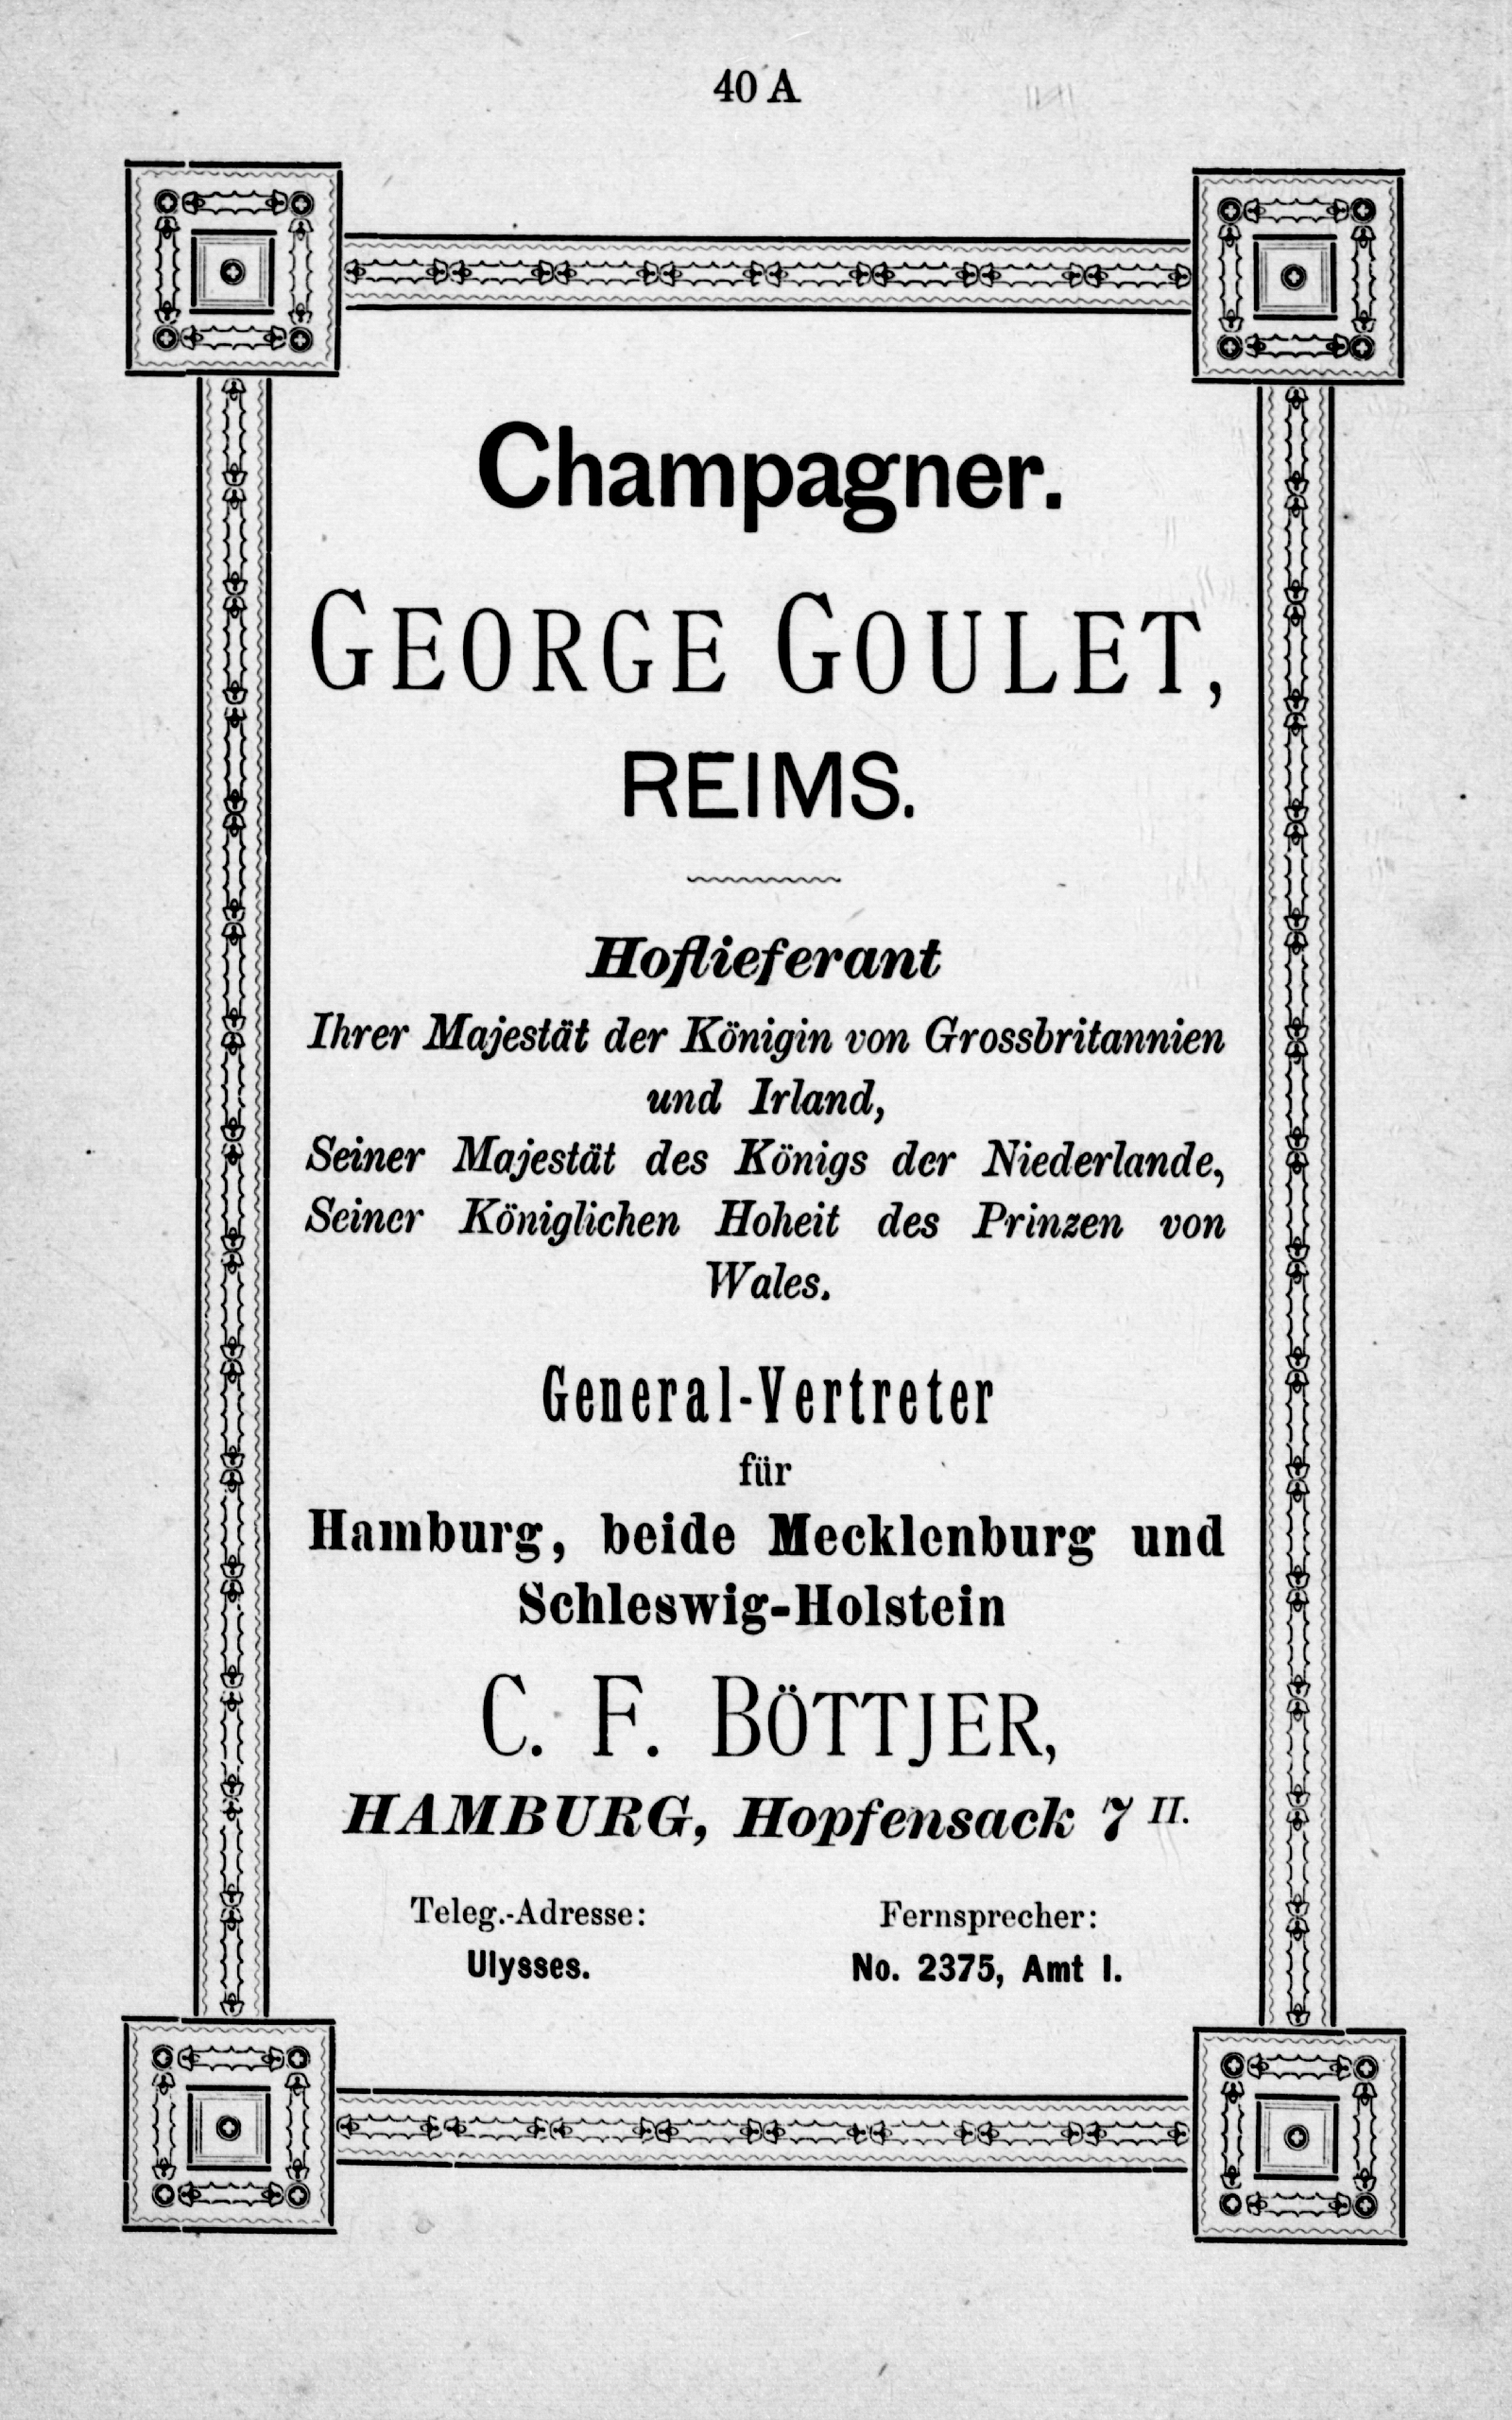 40 A
Champagner.
GEORGE GOULET,
REIMS.
Hoflieferant
Ihrer Majestät der Königin von Grossbritannien
und Irland,
Seiner Majestät des Königs der Niederlande,
Seiner Königlichen Hoheit des Prinzen von
Wales.
General-Vertreter
für
Hamburg, beide Mecklenburg und
Schleswig-Holstein
C. F. BÖTTJER,
HAMBURG, Hopfensack 7 II.
Teleg.-Adresse: Fernsprecher:
Ulysses. No. 2375, Amt I.